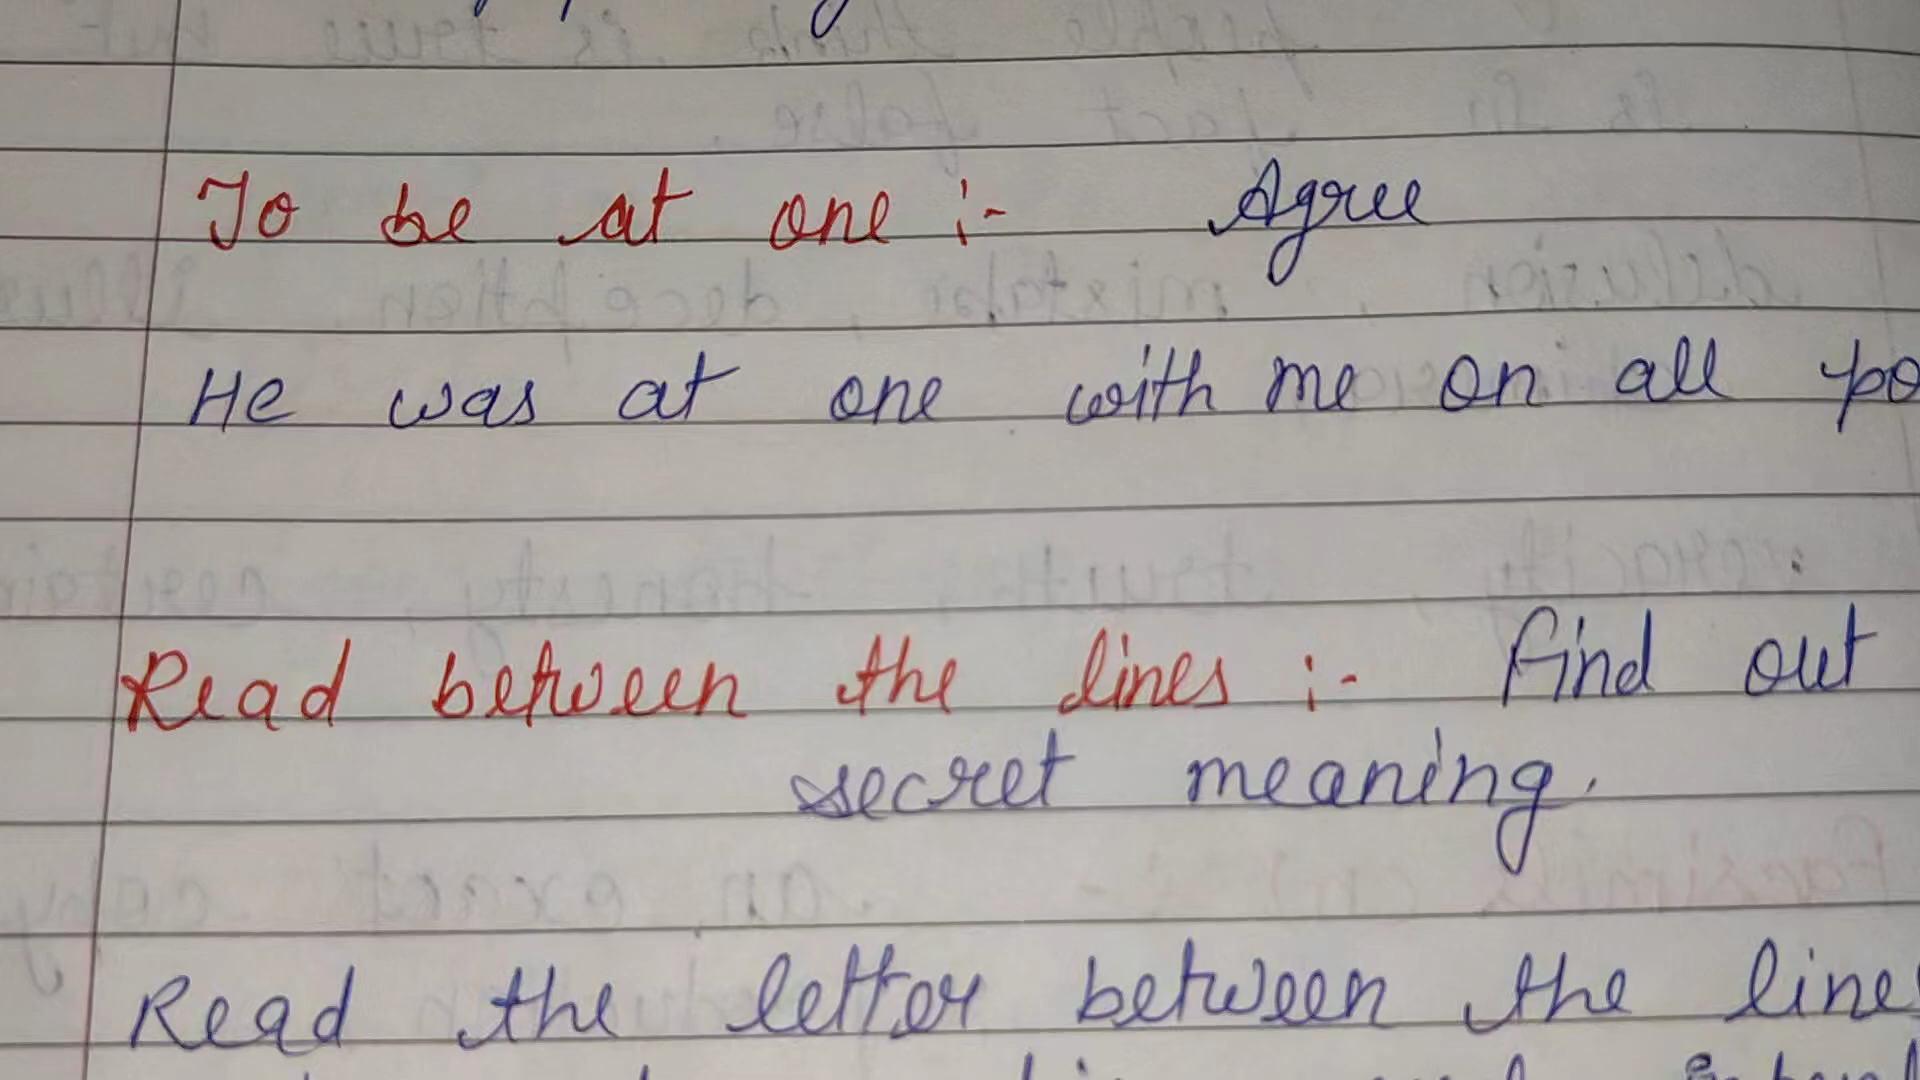 To be at one :- Agree
He was at one with me on all po
Read between the lines :- find out
secret meaning.
Read the letter between the line